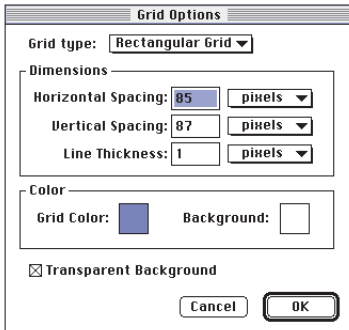 Grid Options
Grid type: Rectangular Grid
Dimensions
Horizontal Spacing: 85 pixels
Vertical Spacing: 87 pixels
Line Thickness: 1 pixels
Color
Grid Color: Background:
Transparent Background
Cancel OK